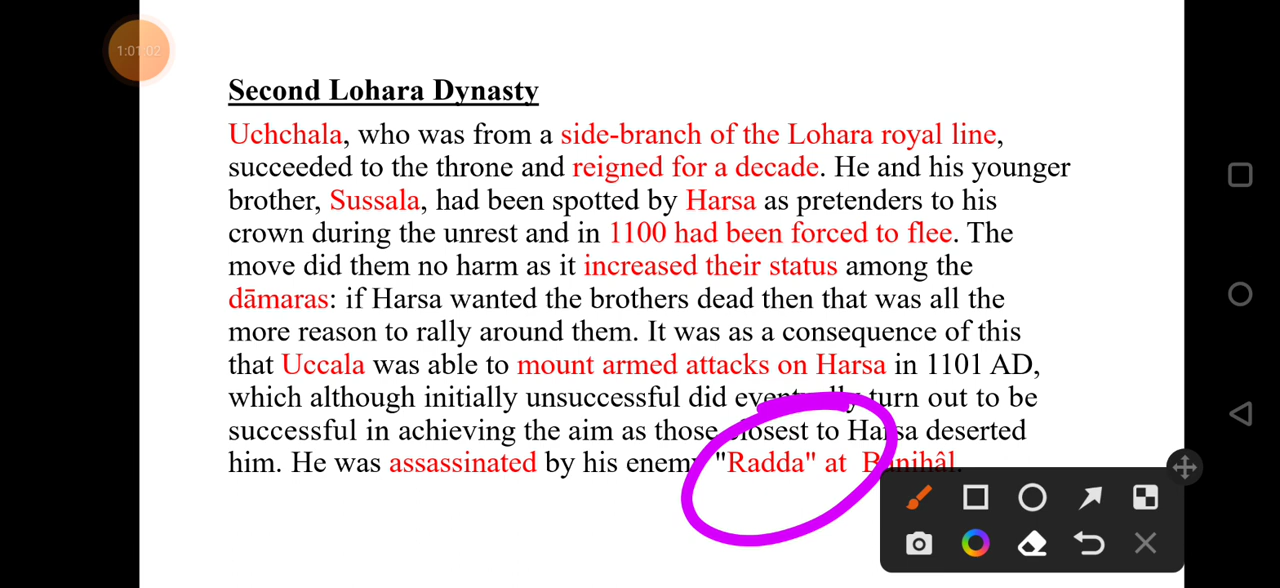 1:01:02
Second Lohara Dynasty
Uchchala, who was from a side-branch of the Lohara royal line,
succeeded to the throne and reigned for a decade. He and his younger
brother, Sussala, had been spotted by Harsa as pretenders to his
crown during the unrest and in 1100 had been forced to flee. The
move did them no harm as it increased their status among the
dāmaras: if Harsa wanted the brothers dead then that was all the
more reason to rally around them. It was as a consequence of this
that Uccala was able to mount armed attacks on Harsa in 1101 AD,
which although initially unsuccessful did eventually turn out to be
successful in achieving the aim as those closest to Harsa deserted
him. He was assassinated by his enemy "Radda" at Banihâl.